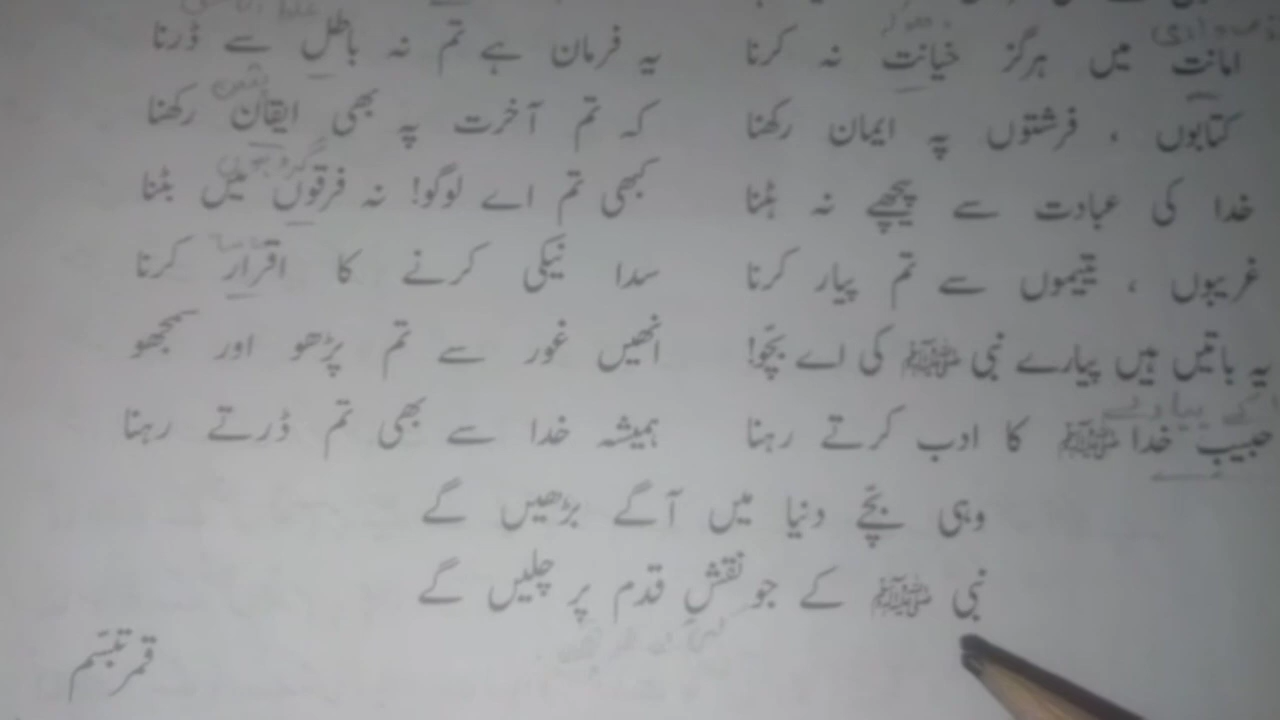 امانت میں ہرگز خیانت نہ کرنا یہ فرمان ہے تم نہ باطل سے ڈرنا
کتابوں ، فرشتوں پہ ایمان رکھنا کہ تم آخرت پہ بھی ایقان رکھنا
خدا کی عبادت سے پیچھے نہ ہٹنا کبھی تم اے لوگو! نہ فرقوں میں بٹنا
غریبوں ، یتیموں سے تم پیار کرنا سدا نیکی کرنے کا اقرار کرنا
یہ باتیں ہیں پیارے نبی ﷺ کی اے بچّو! انھیں غور سے تم پڑھو اور سمجھو
کے پیارے
حبیبِ خدا ﷺ کا ادب کرتے رہنا ہمیشہ خدا سے بھی تم ڈرتے رہنا
وہی بچّے دنیا میں آگے بڑھیں گے
نبی ﷺ کے جو نقشِ قدم پر چلیں گے
قمر تبسّم